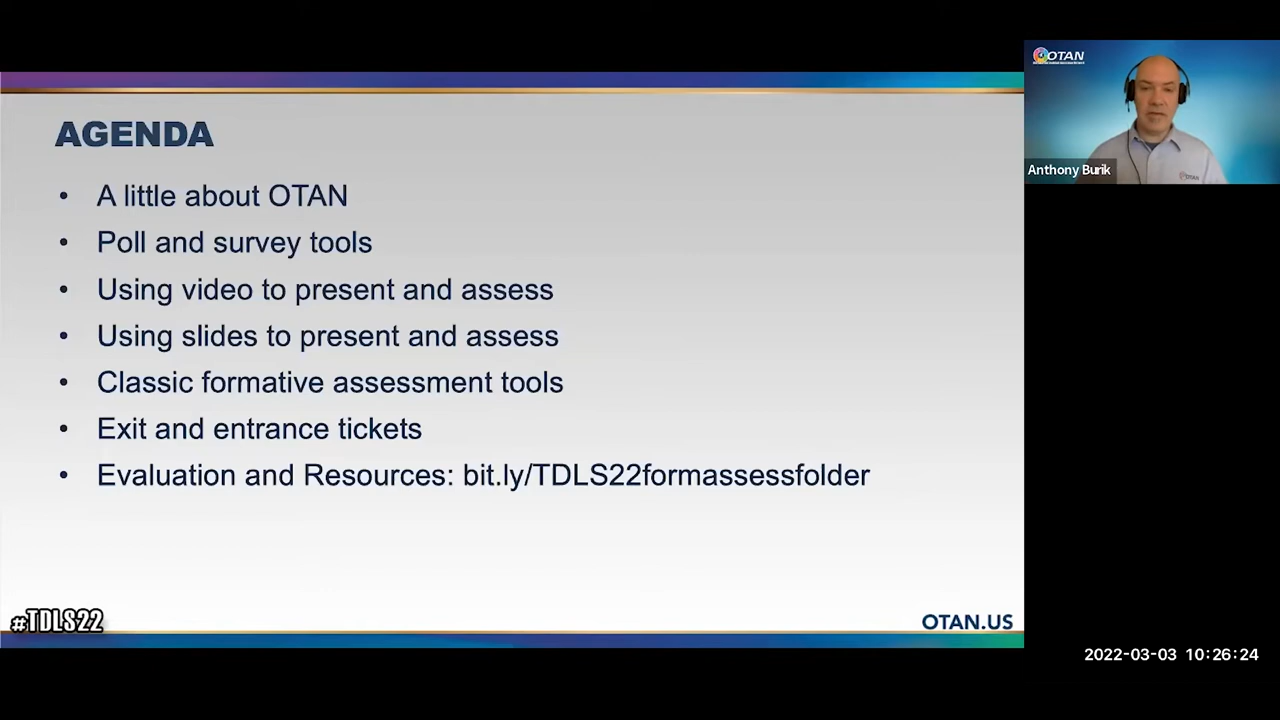 AGENDA
• A little about OTAN
• Poll and survey tools
• Using video to present and assess
• Using slides to present and assess
• Classic formative assessment tools
• Exit and entrance tickets
• Evaluation and Resources: bit.ly/TDLS22formassessfolder
#TDLS22
OTAN.US
OTAN
Anthony Burik
OTAN
2022-03-03 10:26:24